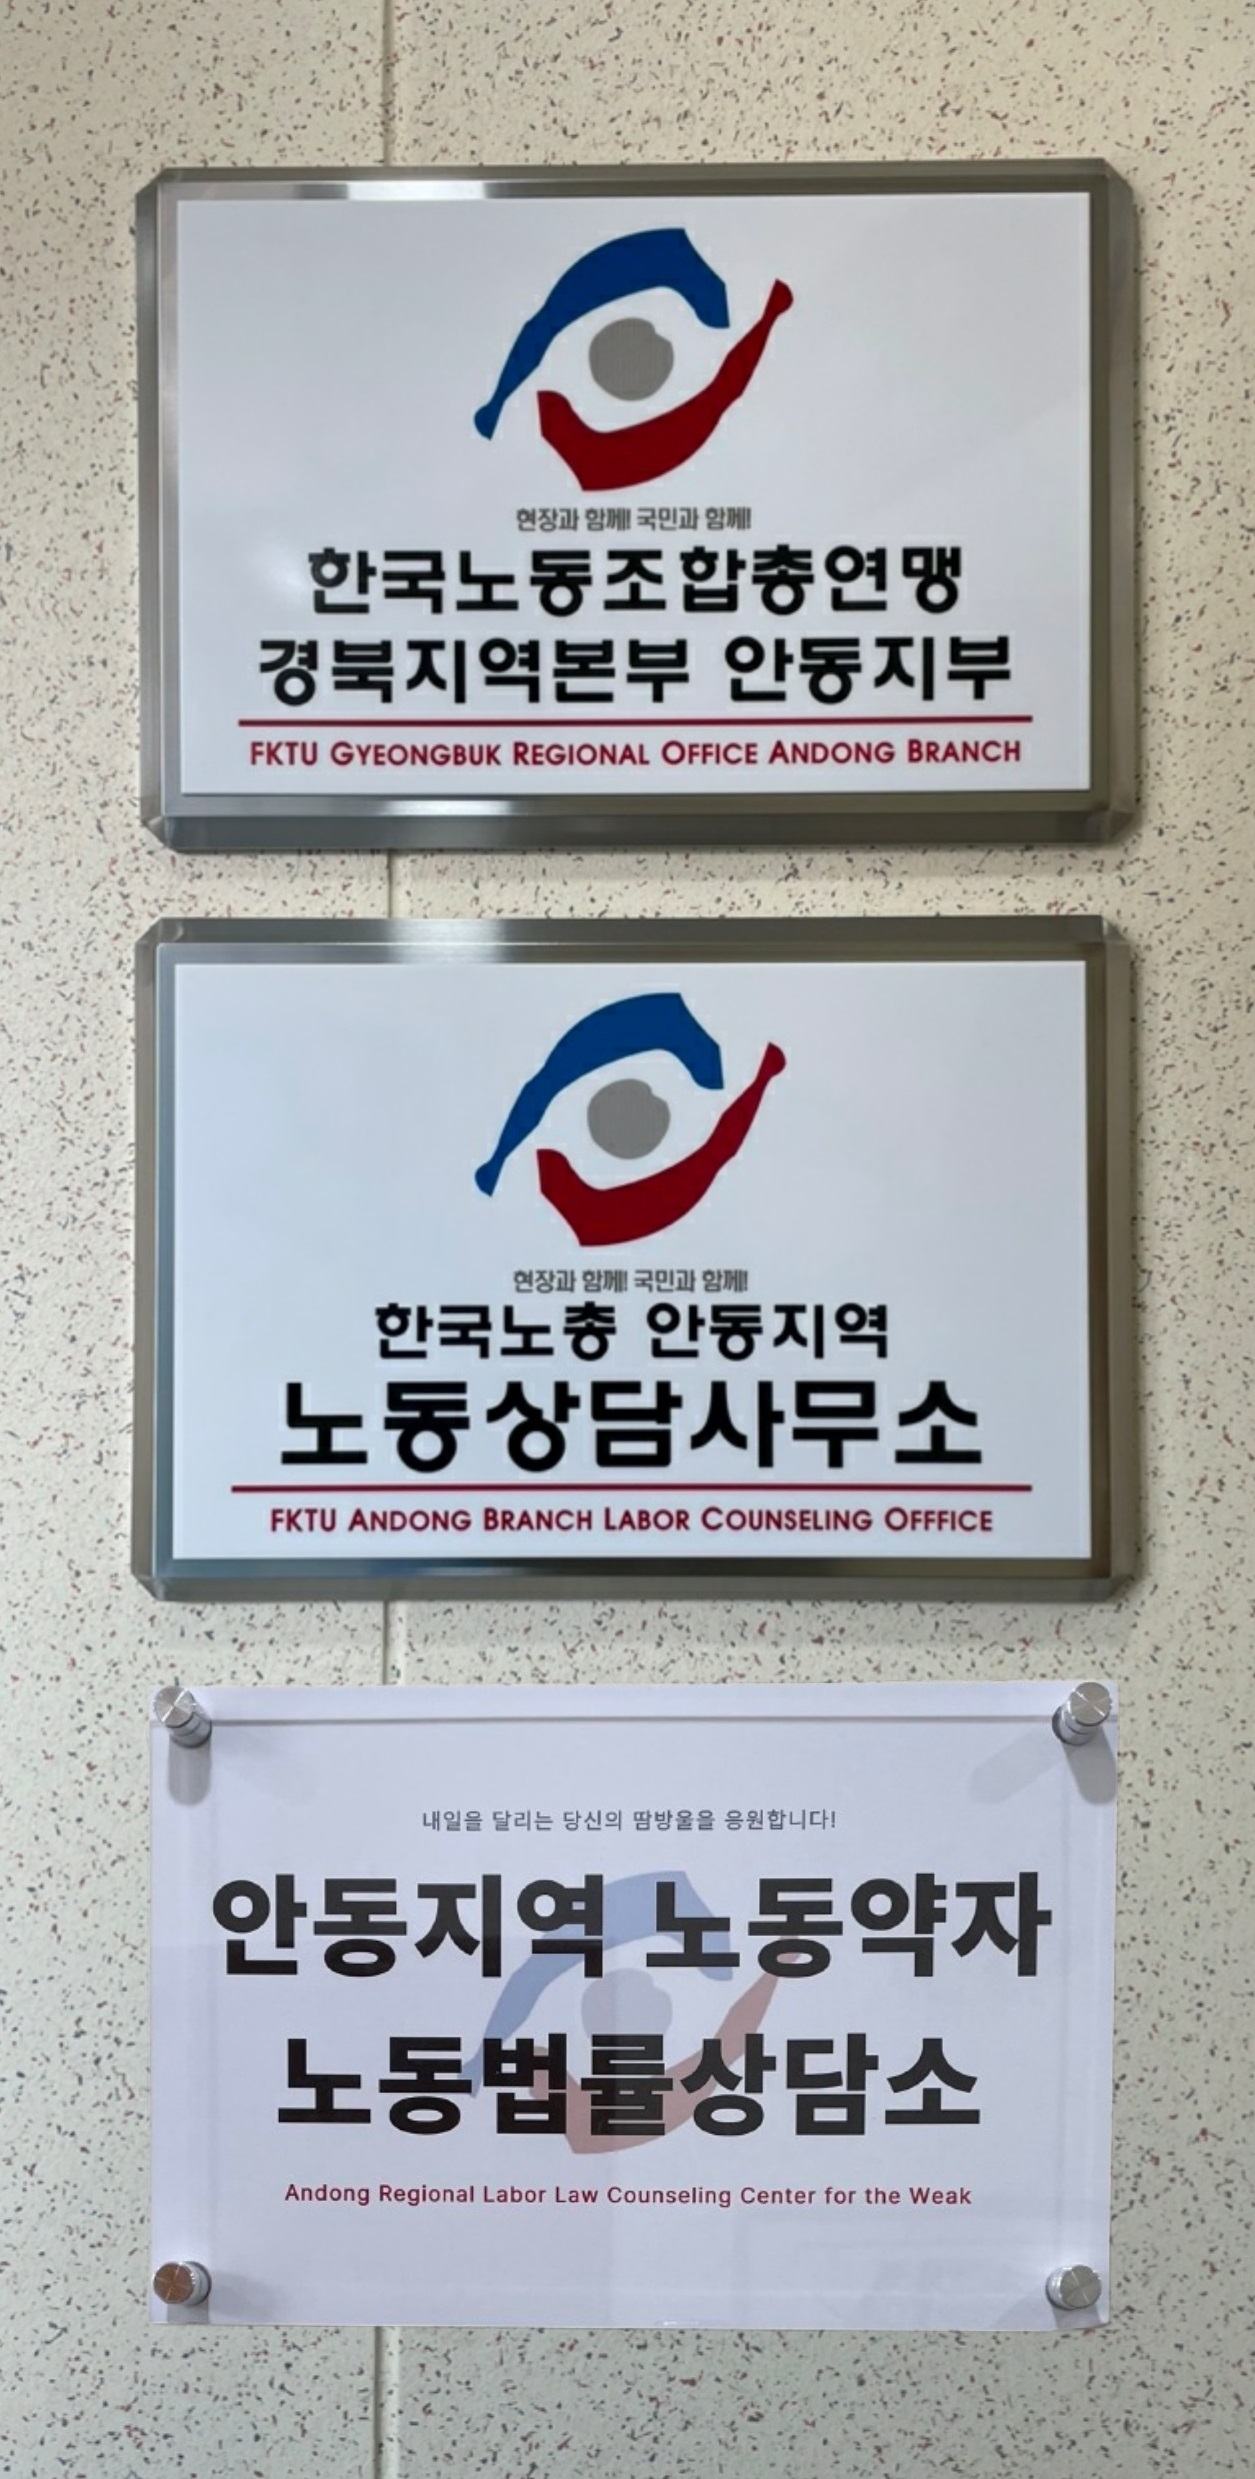 현장과 함께! 국민과 함께!
한국노동조합총연맹
경북지역본부 안동지부
FKTU GYEONGBUK REGIONAL OFFICE ANDONG BRANCH
현장과 함께! 국민과 함께!
한국노총 안동지역
노동상담사무소
FKTU ANDONG BRANCH LABOR COUNSELING OFFFICE
내일을 달리는 당신의 땀방울을 응원합니다!
안동지역 노동약자
노동법률상담소
Andong Regional Labor Law Counseling Center for the Weak